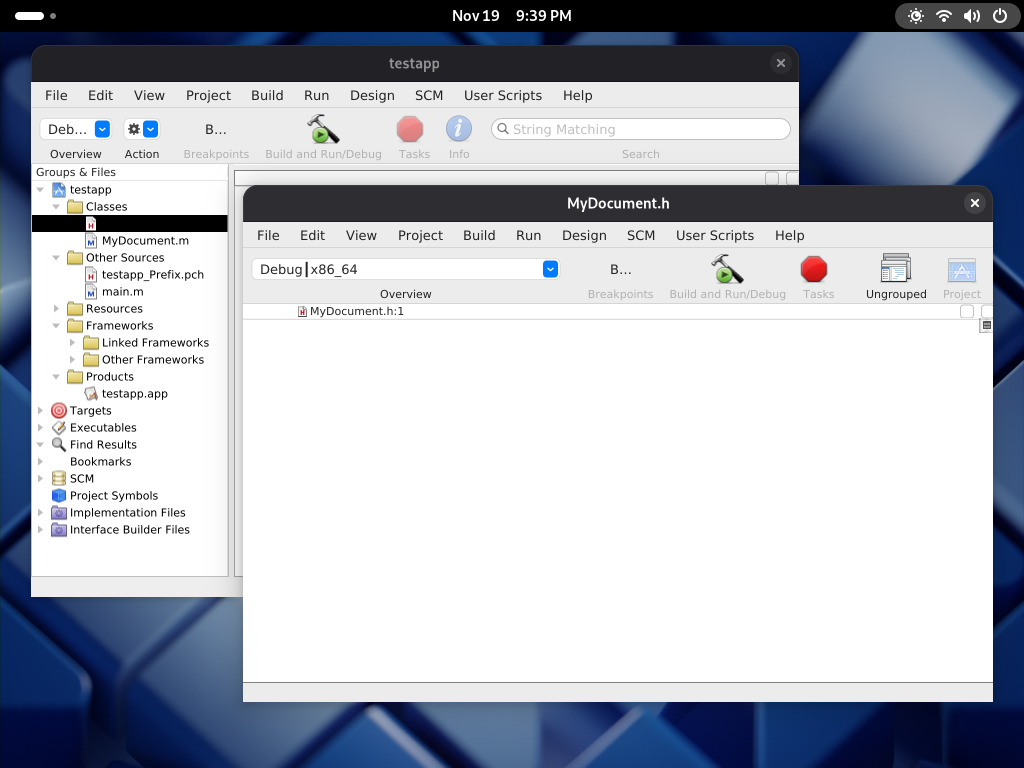 Nov 19 9:39 PM
testapp
File Edit View Project Build Run Design SCM User Scripts Help
Deb... B... String Matching
Overview Action Breakpoints Build and Run/Debug Tasks Info Search
Groups & Files
testapp
Classes
MyDocument.m
Other Sources
testapp_Prefix.pch
main.m
Resources
Frameworks
Linked Frameworks
Other Frameworks
Products
testapp.app
Targets
Executables
Find Results
Bookmarks
SCM
Project Symbols
Implementation Files
Interface Builder Files
MyDocument.h
File Edit View Project Build Run Design SCM User Scripts Help
Debug | x86_64 B...
Overview Breakpoints Build and Run/Debug Tasks Ungrouped Project
MyDocument.h:1